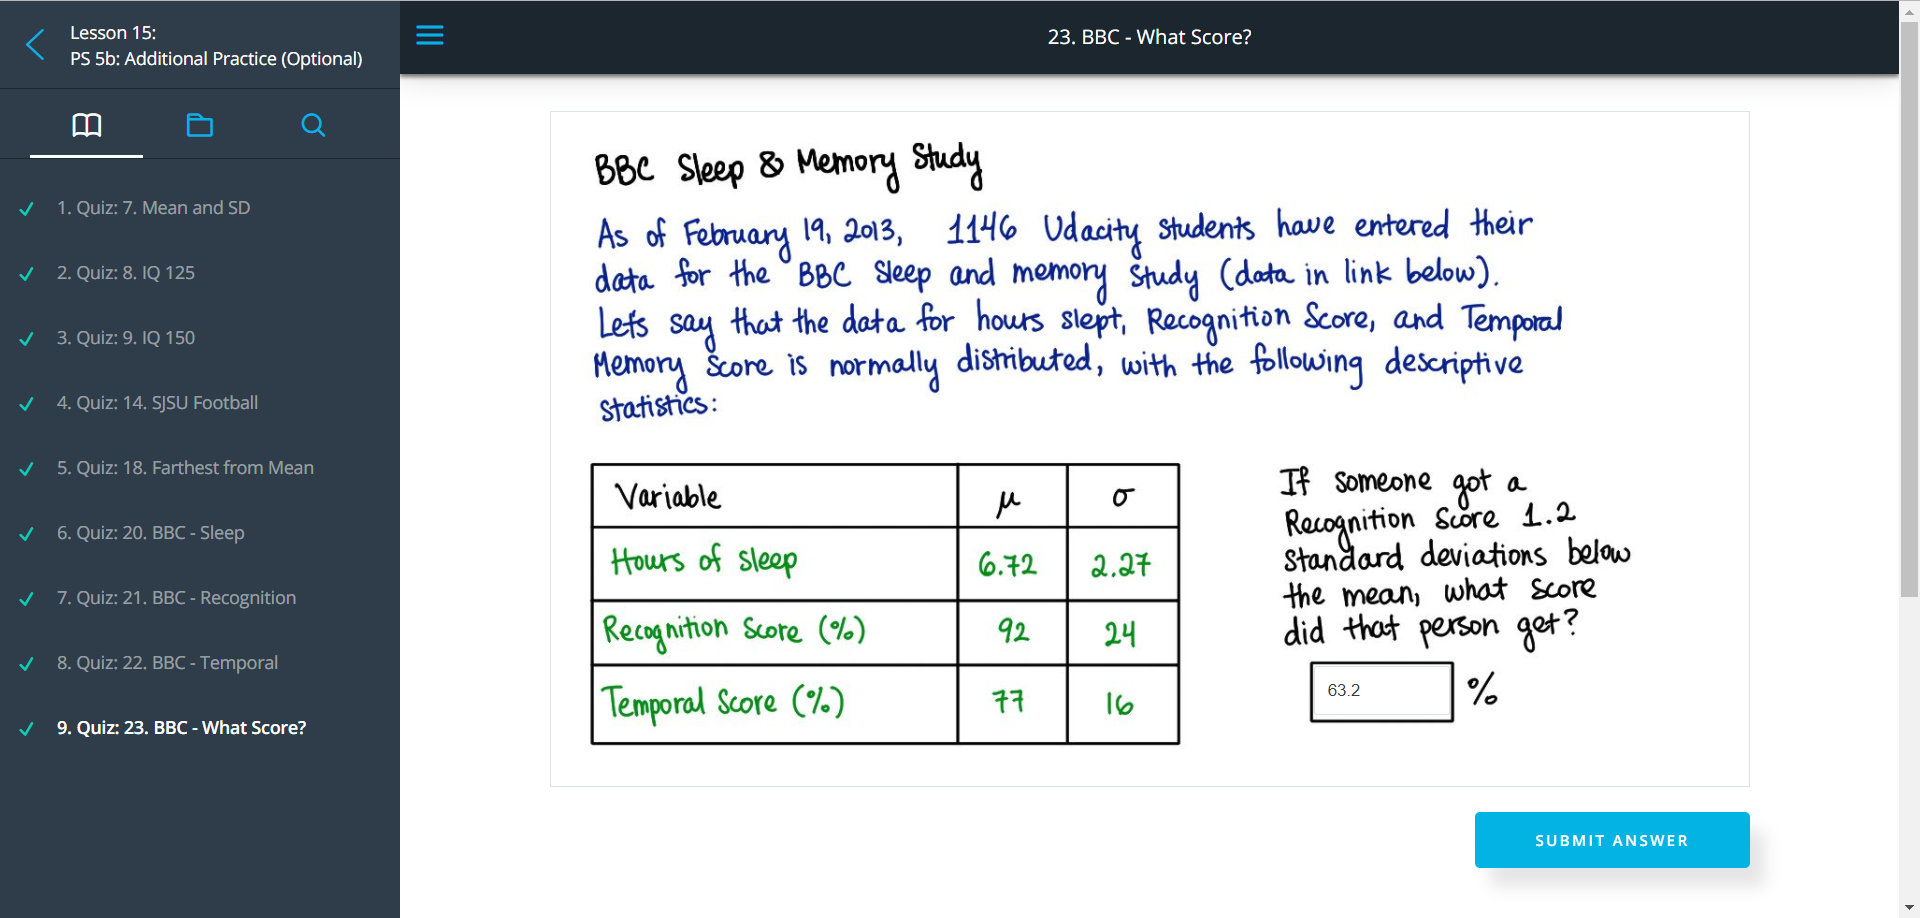 Lesson 15:
PS 5b: Additional Practice (Optional)
23. BBC - What Score?
1. Quiz: 7. Mean and SD
2. Quiz: 8. IQ 125
3. Quiz: 9. IQ 150
4. Quiz: 14. SJSU Football
5. Quiz: 18. Farthest from Mean
6. Quiz: 20. BBC - Sleep
7. Quiz: 21. BBC - Recognition
8. Quiz: 22. BBC - Temporal
9. Quiz: 23. BBC - What Score?
BBC Sleep & Memory Study
As of February 19, 2013, 1146 Udacity students have entered their
data for the BBC Sleep and memory Study (data in link below).
Let's say that the data for hours slept, Recognition Score, and Temporal
Memory Score is normally distributed, with the following descriptive
statistics:
Variable μ σ
Hours of sleep 6.72 2.27
Recognition Score (%) 92 24
Temporal Score (%) 77 16
If someone got a
Recognition Score 1.2
standard deviations below
the mean, what score
did that person get?
63.2 %
SUBMIT ANSWER